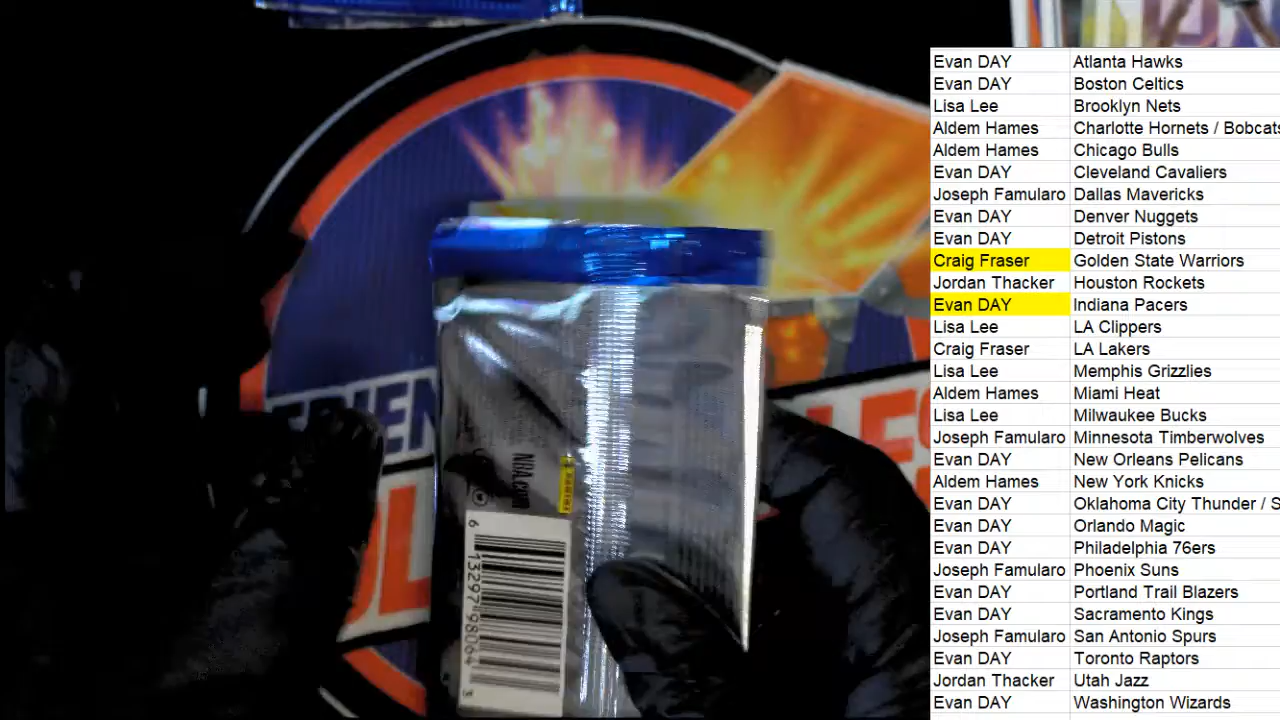 Evan DAY Atlanta Hawks
Evan DAY Boston Celtics
Lisa Lee Brooklyn Nets
Aldem Hames Charlotte Hornets / Bobcats
Aldem Hames Chicago Bulls
Evan DAY Cleveland Cavaliers
Joseph Famularo Dallas Mavericks
Evan DAY Denver Nuggets
Evan DAY Detroit Pistons
Craig Fraser Golden State Warriors
Jordan Thacker Houston Rockets
Evan DAY Indiana Pacers
Lisa Lee LA Clippers
Craig Fraser LA Lakers
Lisa Lee Memphis Grizzlies
Aldem Hames Miami Heat
Lisa Lee Milwaukee Bucks
Joseph Famularo Minnesota Timberwolves
Evan DAY New Orleans Pelicans
Aldem Hames New York Knicks
Evan DAY Oklahoma City Thunder / S
Evan DAY Orlando Magic
Evan DAY Philadelphia 76ers
Joseph Famularo Phoenix Suns
Evan DAY Portland Trail Blazers
Evan DAY Sacramento Kings
Joseph Famularo San Antonio Spurs
Evan DAY Toronto Raptors
Jordan Thacker Utah Jazz
Evan DAY Washington Wizards
NBA.COM
PANINI
6 13297 98064 3